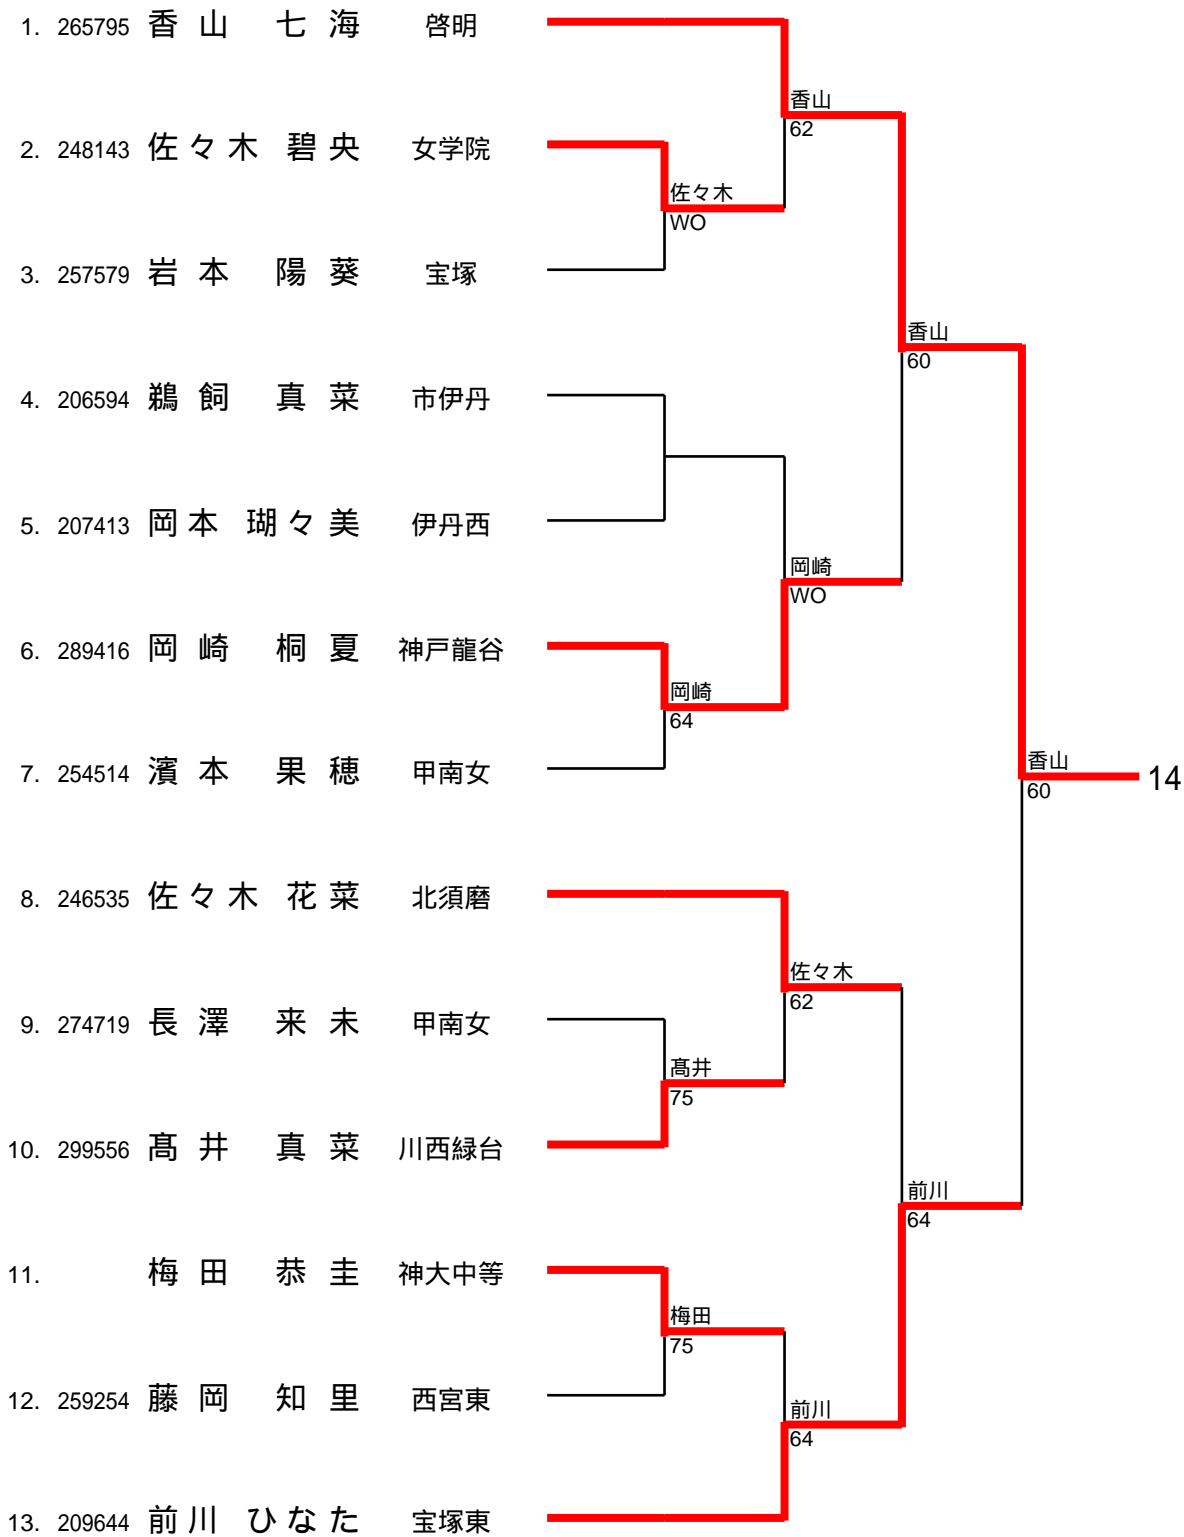 1. 265795 香山 七海 啓明
香山
62
2. 248143 佐々木 碧央 女学院
佐々木
WO
3. 257579 岩本 陽葵 宝塚
香山
60
4. 206594 鵜飼 真菜 市伊丹
5. 207413 岡本 瑚々美 伊丹西
岡崎
WO
6. 289416 岡崎 桐夏 神戸龍谷
岡崎
64
7. 254514 濱本 果穂 甲南女
香山
60
14
8. 246535 佐々木 花菜 北須磨
佐々木
62
9. 274719 長澤 来未 甲南女
髙井
75
10. 299556 髙井 真菜 川西緑台
前川
64
11. 梅田 恭圭 神大中等
梅田
75
12. 259254 藤岡 知里 西宮東
前川
64
13. 209644 前川 ひなた 宝塚東